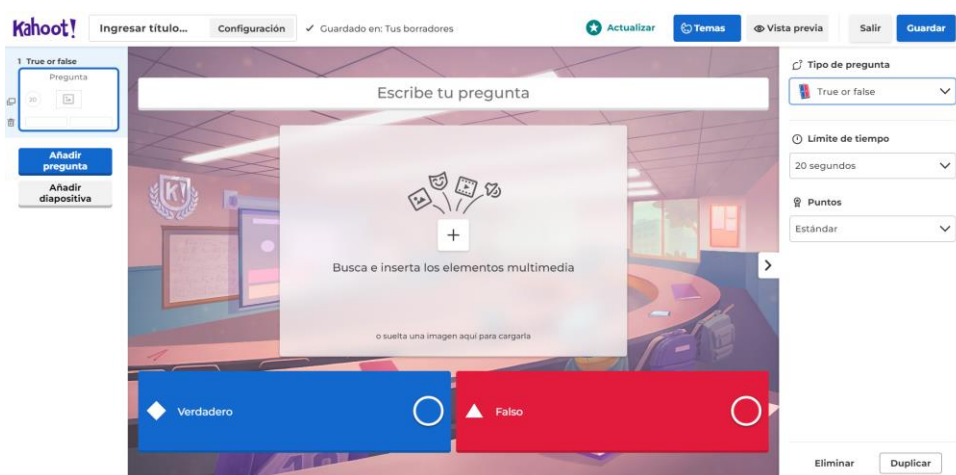 Kahoot!
Ingresar título...
Configuración
✓ Guardado en: Tus borradores
Actualizar
Temas
Vista previa
Salir
Guardar
1 True or false
Pregunta
20
Añadir
pregunta
Añadir
diapositiva
Escribe tu pregunta
K!
+
Busca e inserta los elementos multimedia
o suelta una imagen aquí para cargarla
Verdadero
Falso
Tipo de pregunta
True or false
Límite de tiempo
20 segundos
Puntos
Estándar
Eliminar
Duplicar